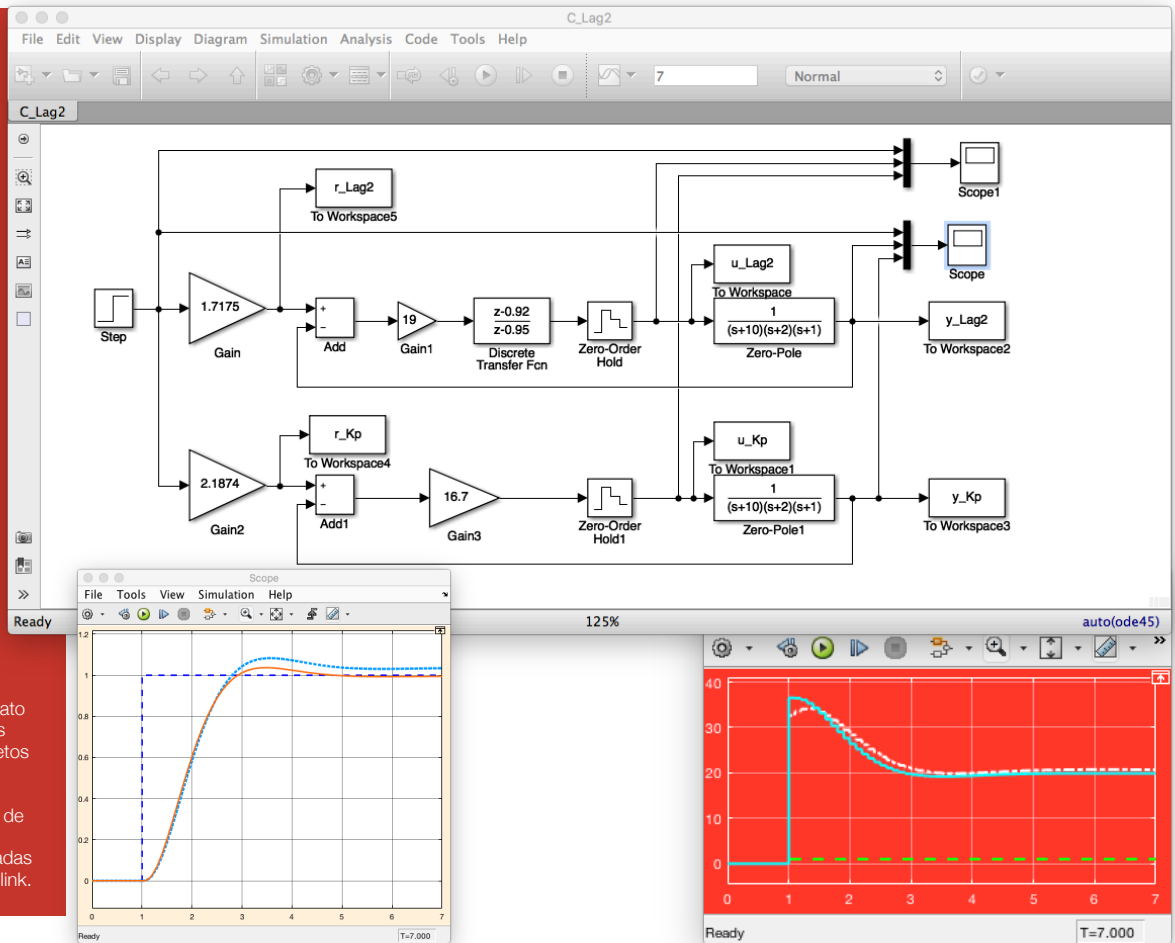 C_Lag2
File Edit View Display Diagram Simulation Analysis Code Tools Help
7
Normal
C_Lag2
Scope1
r_Lag2
To Workspace5
Scope
u_Lag2
To Workspace
Step
1.7175
Gain
+
−
Add
19
Gain1
z-0.92
z-0.95
Discrete
Transfer Fcn
Zero-Order
Hold
1
(s+10)(s+2)(s+1)
Zero-Pole
y_Lag2
To Workspace2
r_Kp
To Workspace4
u_Kp
To Workspace1
2.1874
Gain2
+
−
Add1
16.7
Gain3
Zero-Order
Hold1
1
(s+10)(s+2)(s+1)
Zero-Pole1
y_Kp
To Workspace3
Ready
125%
auto(ode45)
Scope
File Tools View Simulation Help
1.2
1
0.8
0.6
0.4
0.2
0
0 1 2 3 4 5 6 7
Ready
T=7.000
40
30
20
10
0
0 1 2 3 4 5 6 7
Ready
T=7.000
ato
s
etos
de
adas
link.